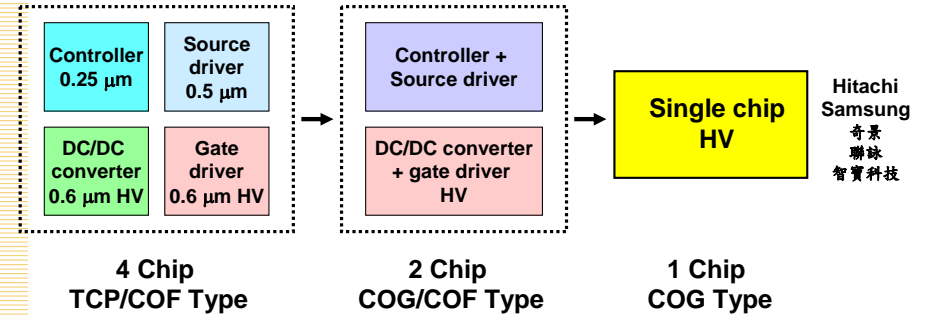 Controller
0.25 μm
Source
driver
0.5 μm
DC/DC
converter
0.6 μm HV
Gate
driver
0.6 μm HV
Controller +
Source driver
DC/DC converter
+ gate driver
HV
Single chip
HV
Hitachi
Samsung
奇景
聯詠
智寶科技
4 Chip
TCP/COF Type
2 Chip
COG/COF Type
1 Chip
COG Type